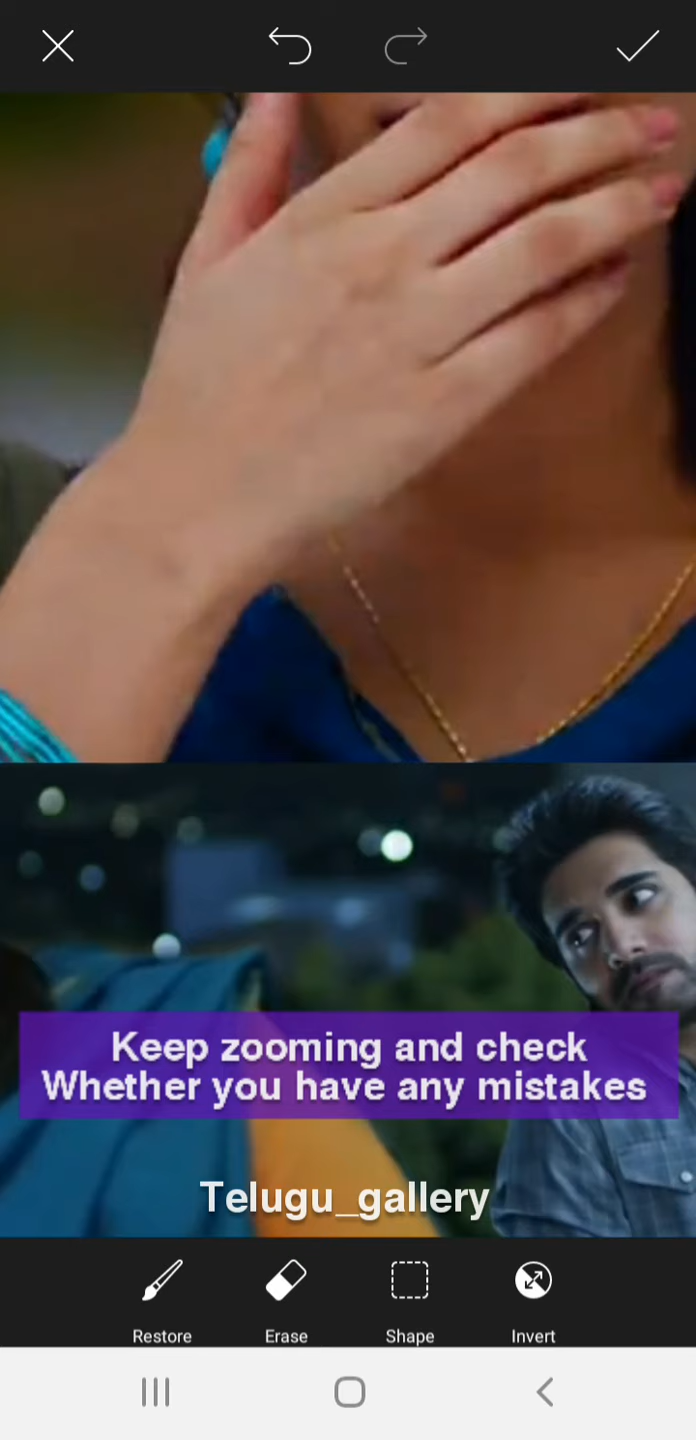 Keep zooming and check
Whether you have any mistakes
Telugu_gallery
Restore
Erase
Shape
Invert